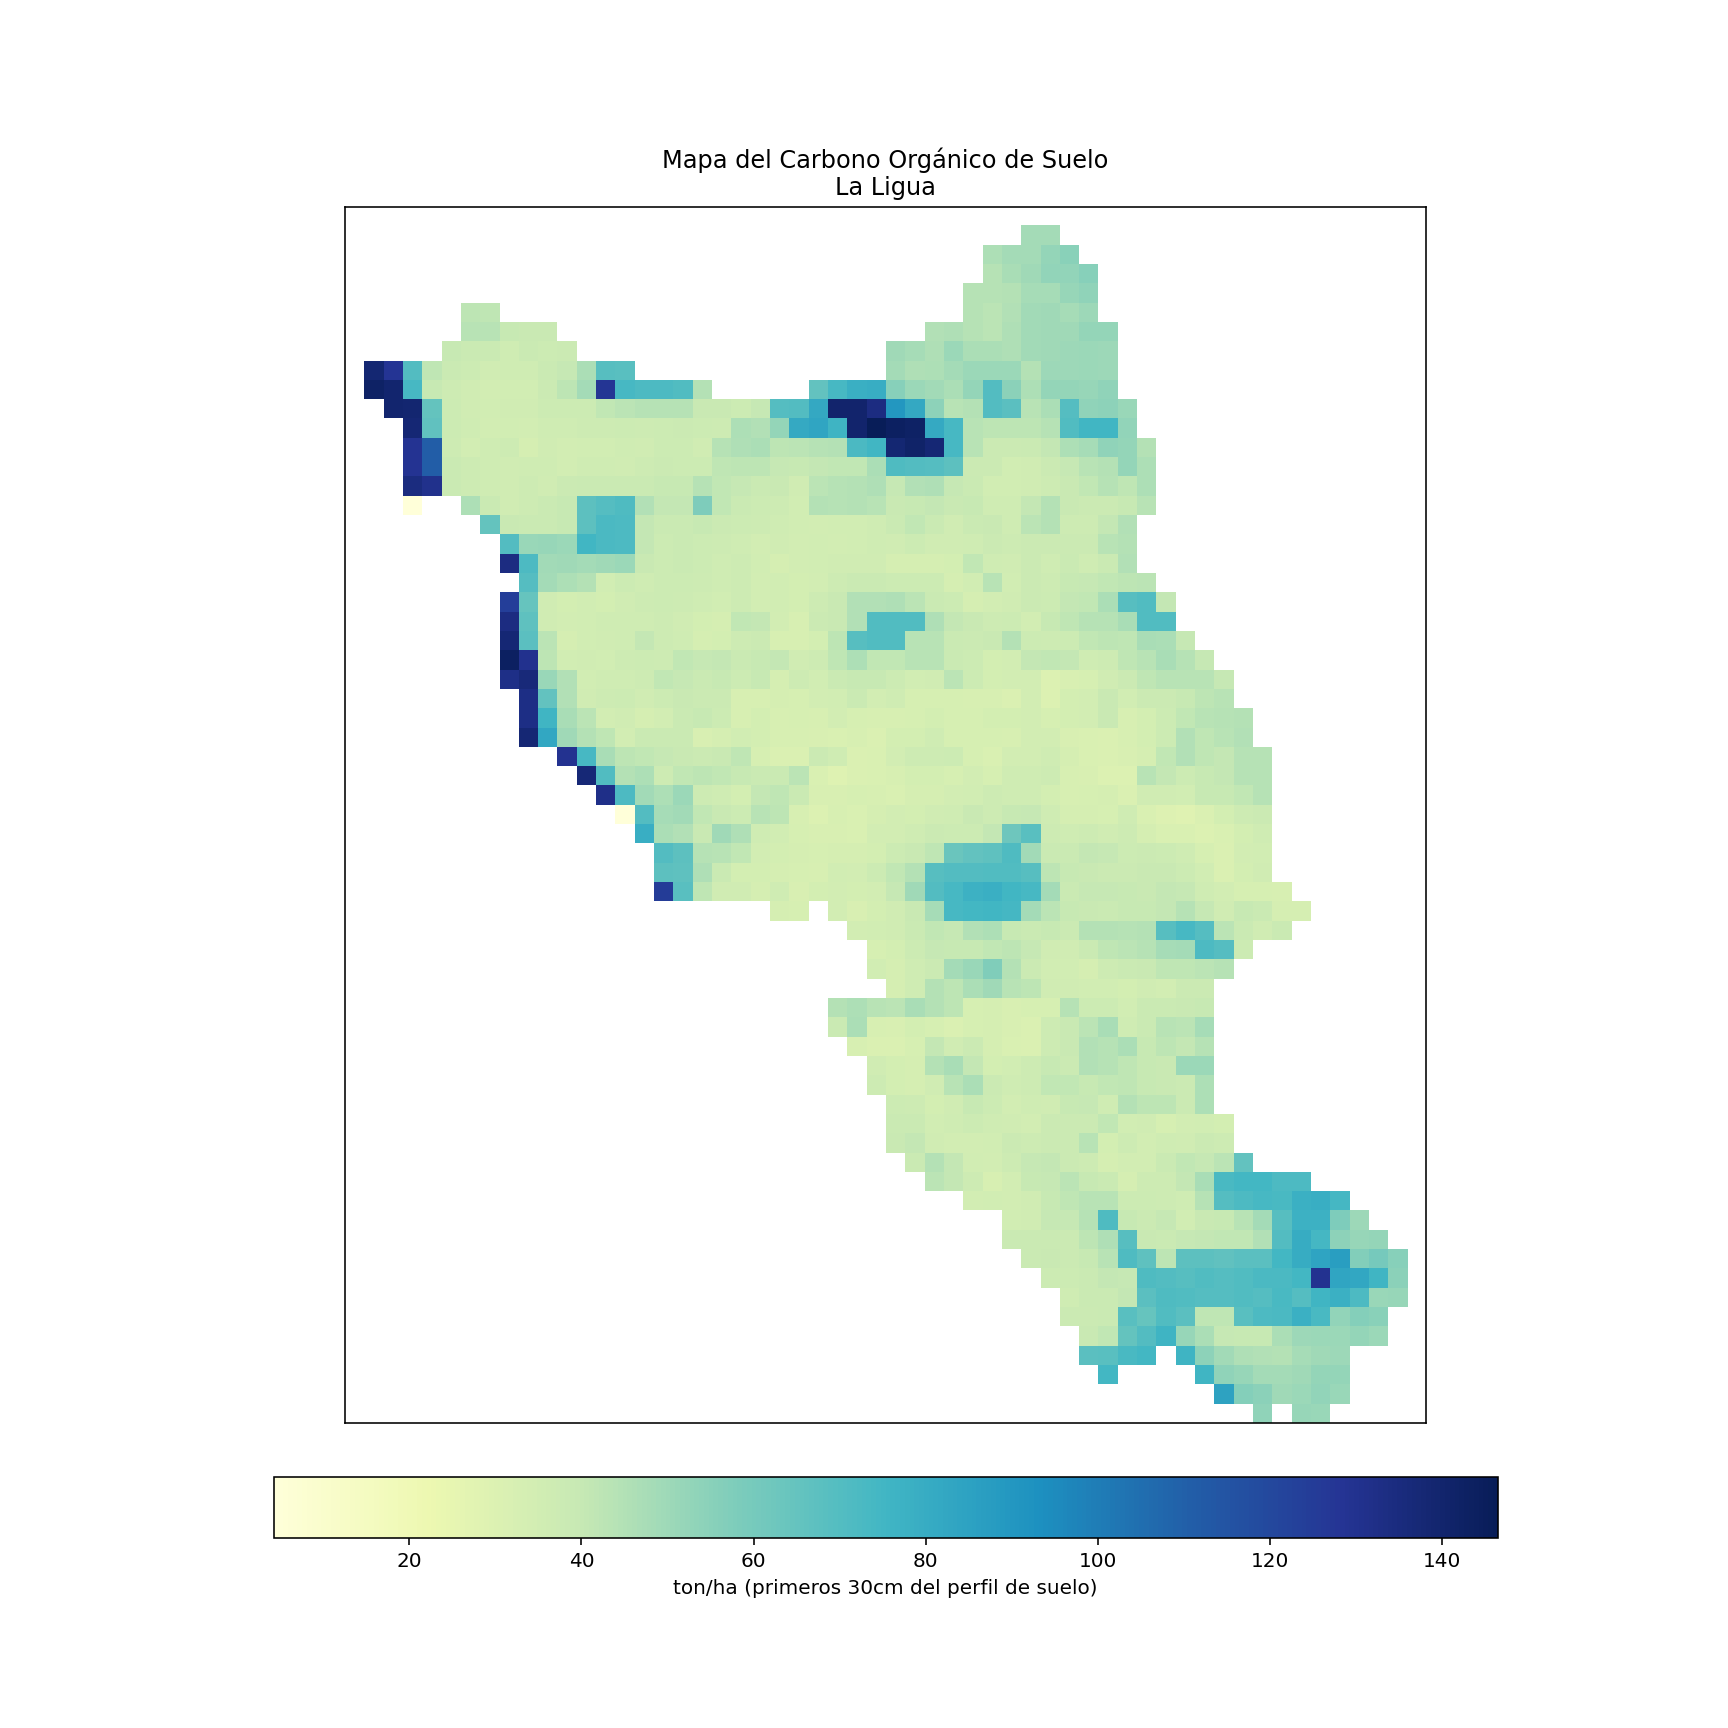 Mapa del Carbono Orgánico de Suelo
La Ligua
20 40 60 80 100 120 140
ton/ha (primeros 30cm del perfil de suelo)